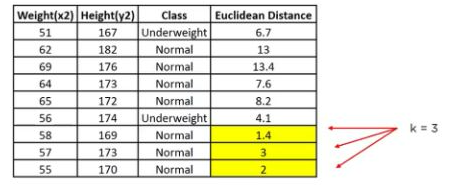 Weight(x2) Height(y2) Class Euclidean Distance
51 167 Underweight 6.7
62 182 Normal 13
69 176 Normal 13.4
64 173 Normal 7.6
65 172 Normal 8.2
56 174 Underweight 4.1
58 169 Normal 1.4
57 173 Normal 3
55 170 Normal 2
k = 3